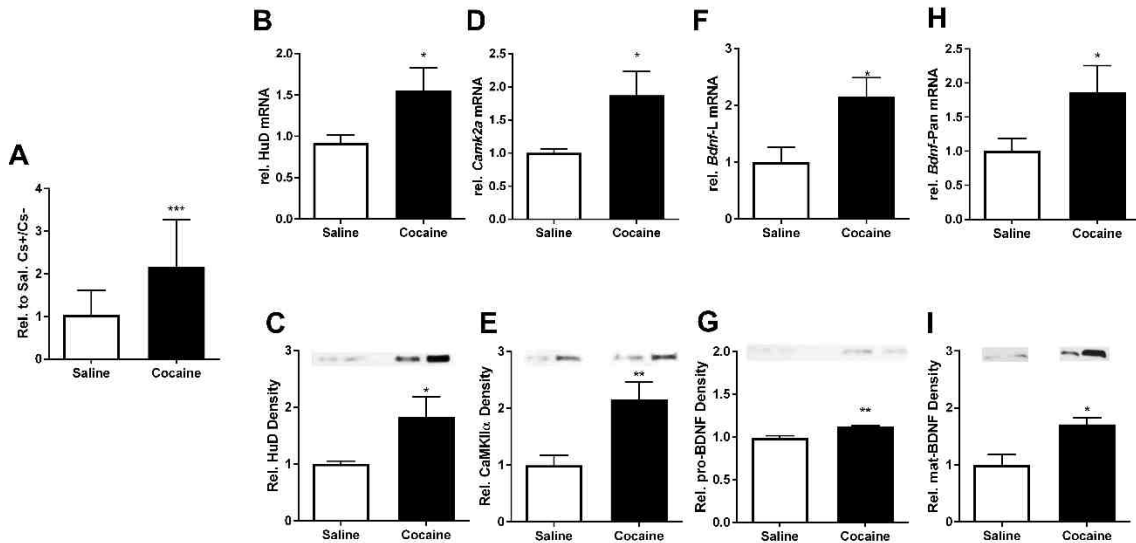 A
Rel. to Sal. Cs+/Cs-
4
3
2
1
0
***
Saline
Cocaine
B
rel. HuD mRNA
2.0
1.5
1.0
0.5
0.0
*
Saline
Cocaine
C
Rel. HuD Density
3
2
1
0
*
Saline
Cocaine
D
rel. Camk2a mRNA
2.5
2.0
1.5
1.0
0.5
0.0
*
Saline
Cocaine
E
Rel. CaMKIIα Density
3
2
1
0
**
Saline
Cocaine
F
rel. Bdnf-L mRNA
3
2
1
0
*
Saline
Cocaine
G
Rel. pro-BDNF Density
2.0
1.5
1.0
0.5
0.0
**
Saline
Cocaine
H
rel. Bdnf-Pan mRNA
2.5
2.0
1.5
1.0
0.5
0.0
*
Saline
Cocaine
I
Rel. mat-BDNF Density
3
2
1
0
*
Saline
Cocaine